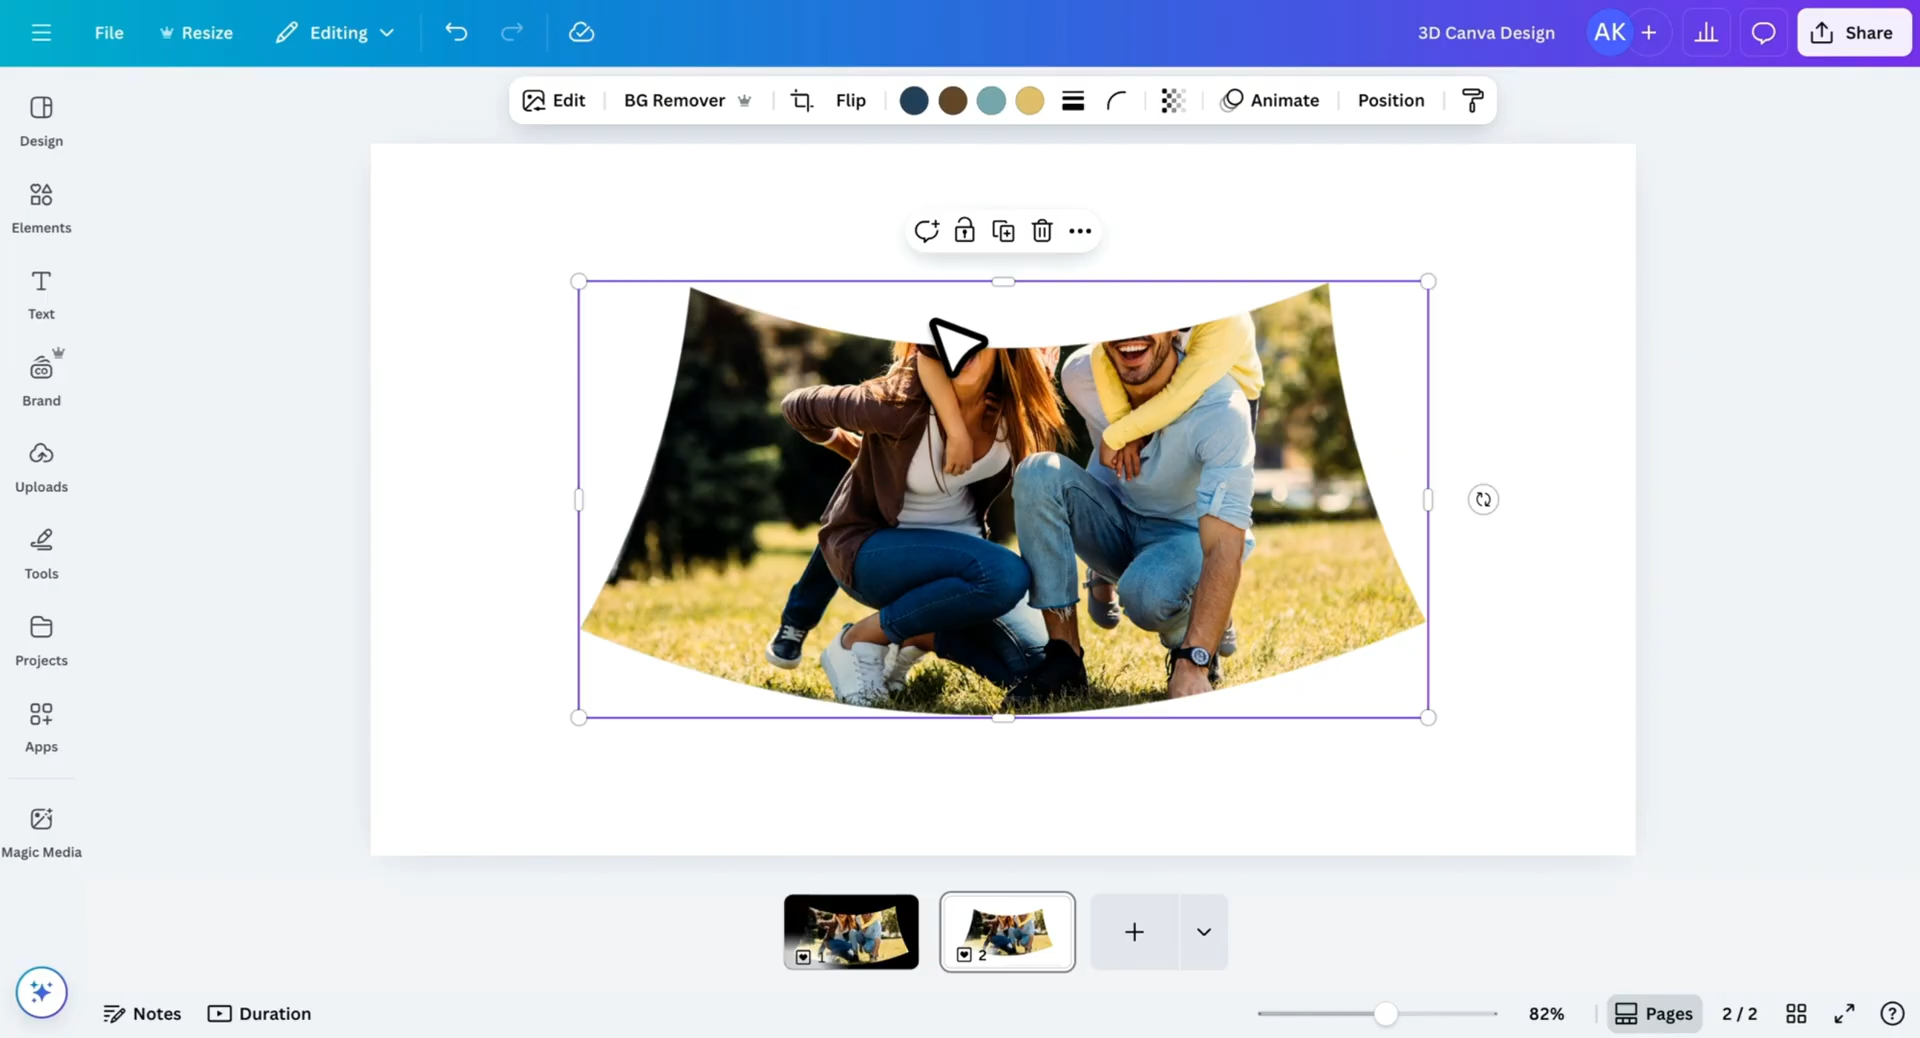 File
Resize
Editing
3D Canva Design
AK
Share
Edit
BG Remover
Flip
Animate
Position
Design
Elements
Text
CO
Brand
Uploads
Tools
Projects
Apps
Magic Media
1
2
Notes
Duration
82%
Pages
2 / 2